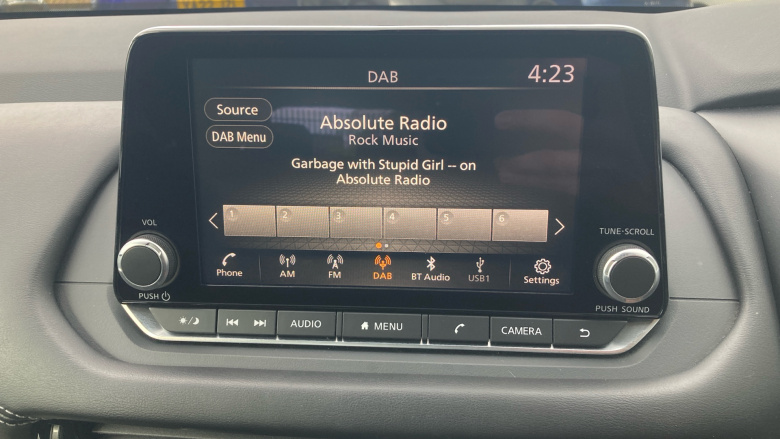 DAB
4:23
Source
DAB Menu
Absolute Radio
Rock Music
Garbage with Stupid Girl -- on
Absolute Radio
1 2 3 4 5 6
Phone AM FM DAB BT Audio USB1 Settings
VOL
PUSH
TUNE·SCROLL
PUSH SOUND
AUDIO MENU CAMERA